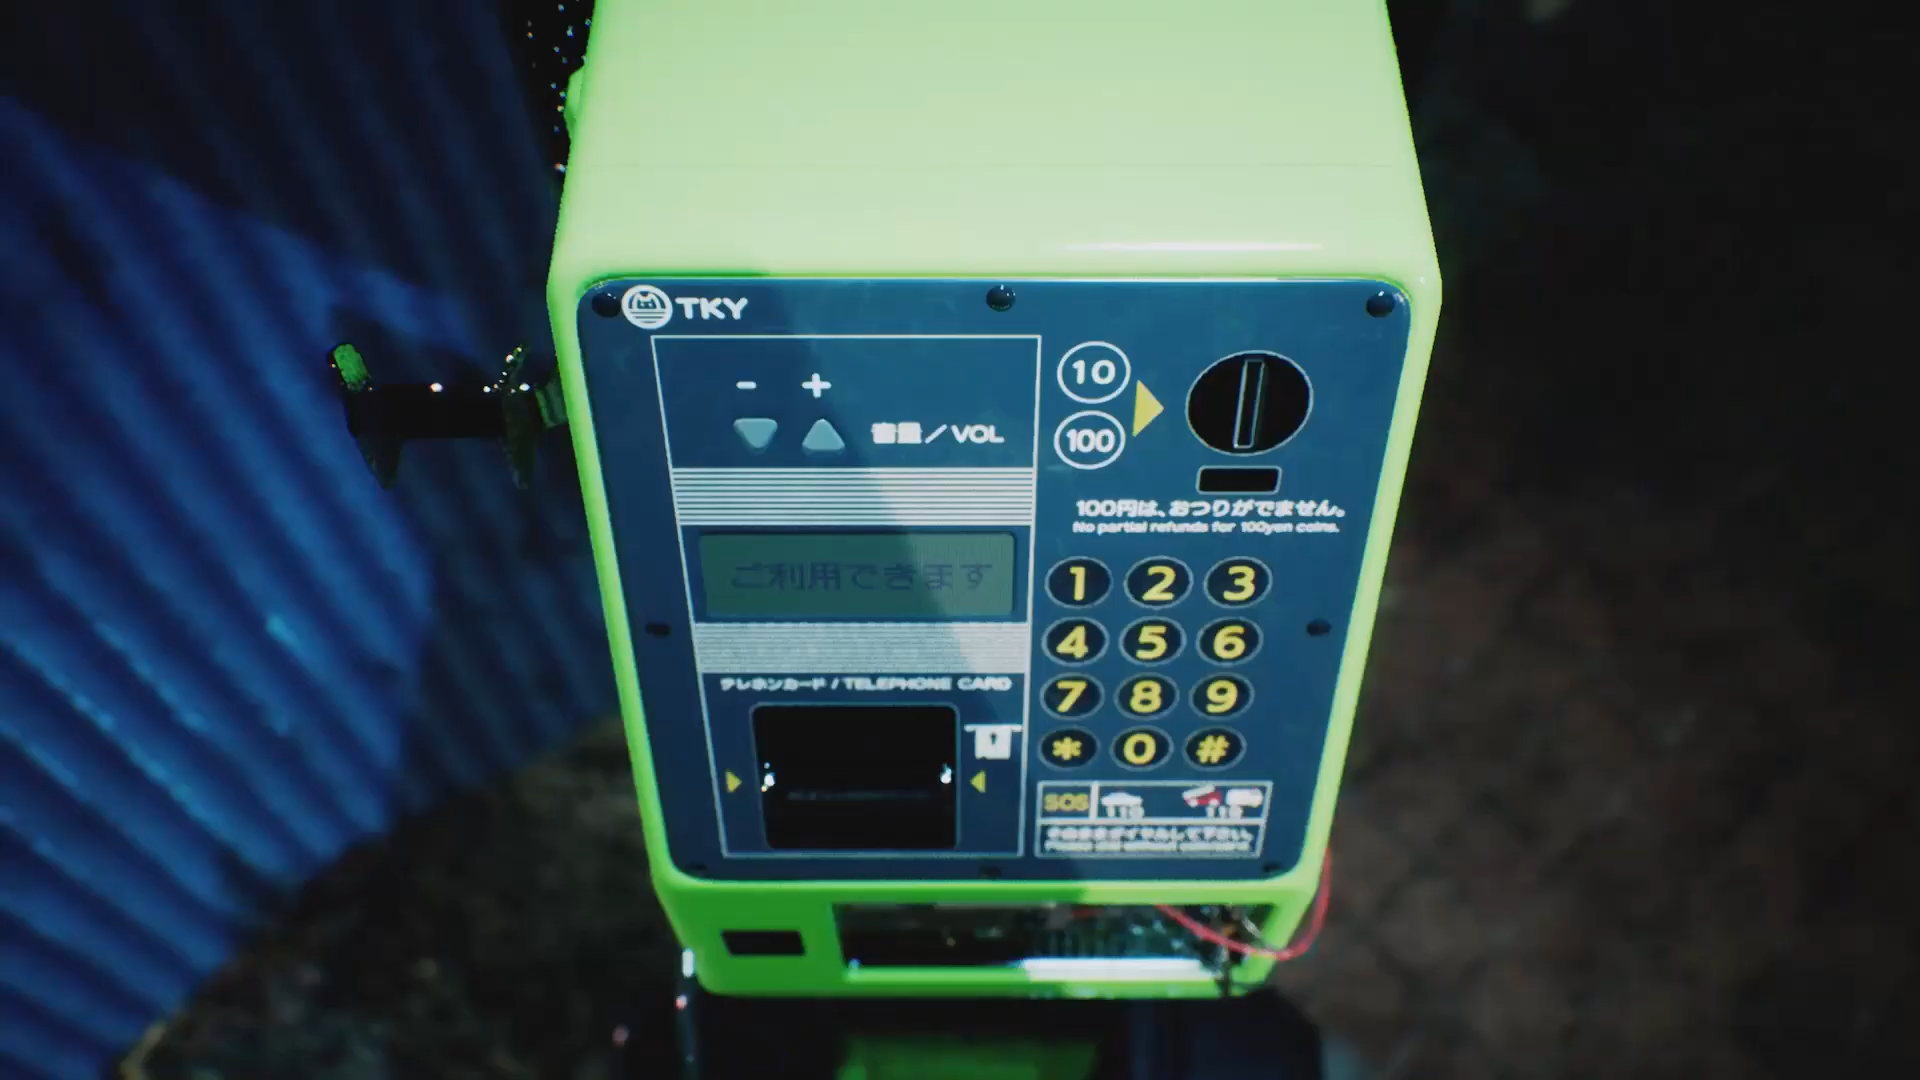 TKY
- +
音量／VOL
10
100
100円は、おつりがでません。
No partial refunds for 100yen coins.
ご利用できます
テレホンカード / TELEPHONE CARD
1 2 3
4 5 6
7 8 9
* 0 #
SOS 110 119